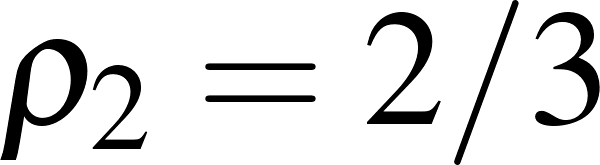 ρ₂ = 2/3